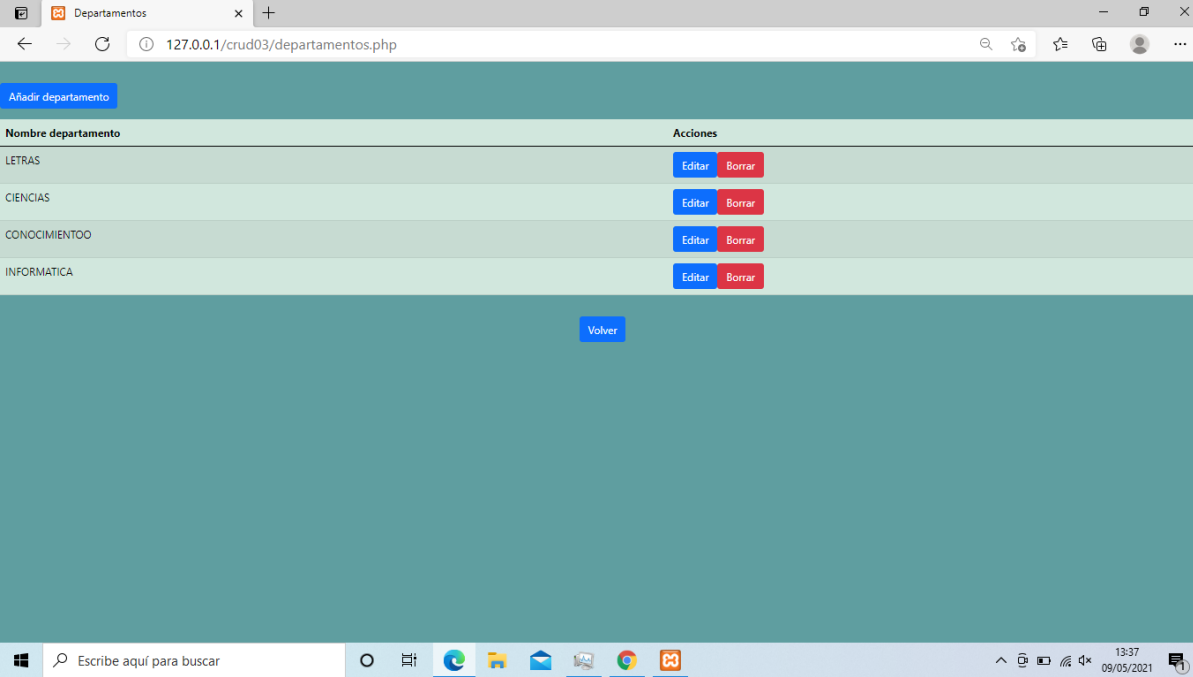 Departamentos
127.0.0.1/crud03/departamentos.php
Añadir departamento
Nombre departamento Acciones
LETRAS Editar Borrar
CIENCIAS Editar Borrar
CONOCIMIENTOO Editar Borrar
INFORMATICA Editar Borrar
Volver
Escribe aquí para buscar
13:37
09/05/2021
1